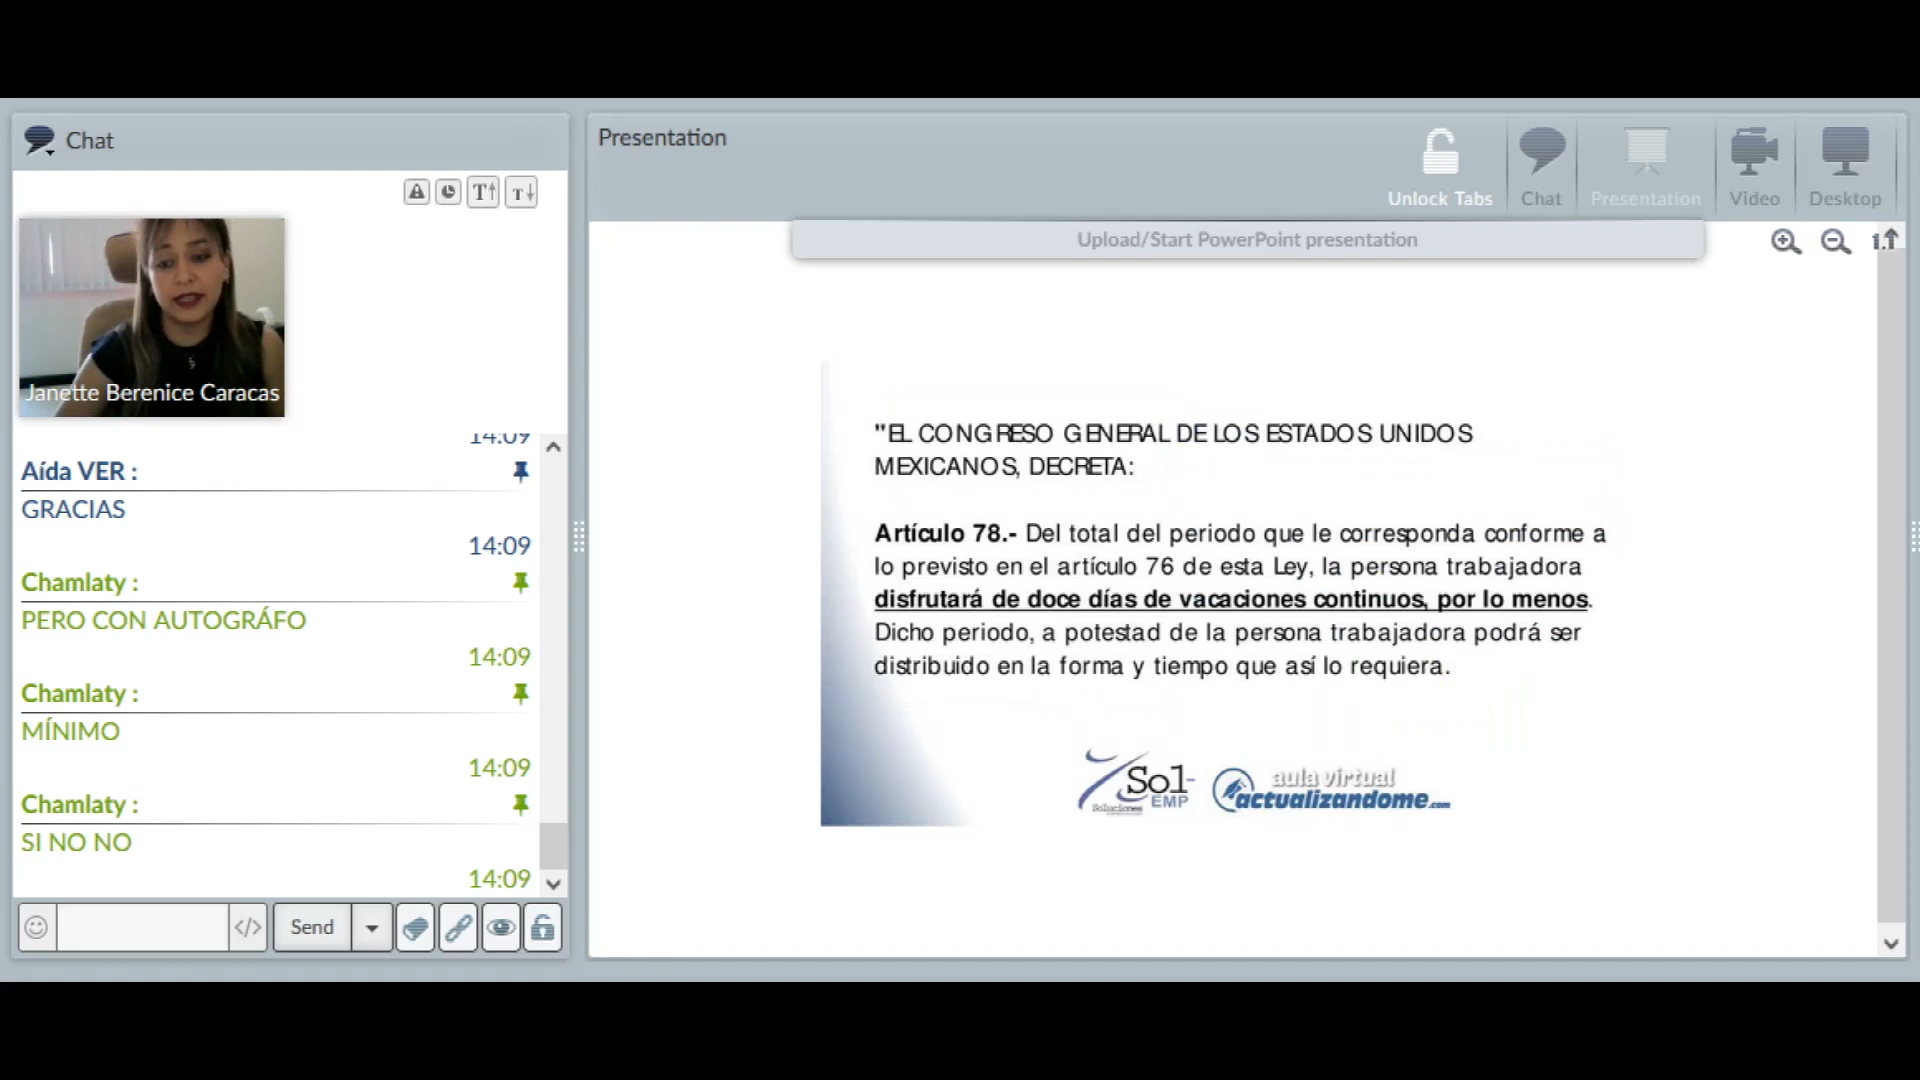 Chat
Janette Berenice Caracas
14:09
Aída VER :
GRACIAS
14:09
Chamlaty :
PERO CON AUTOGRÁFO
14:09
Chamlaty :
MÍNIMO
14:09
Chamlaty :
SI NO NO
14:09
Send
Presentation
Unlock Tabs
Chat
Presentation
Video
Desktop
Upload/Start PowerPoint presentation
"EL CONGRESO GENERAL DE LOS ESTADOS UNIDOS
MEXICANOS, DECRETA:
Artículo 78.- Del total del periodo que le corresponda conforme a
lo previsto en el artículo 76 de esta Ley, la persona trabajadora
disfrutará de doce días de vacaciones continuos, por lo menos.
Dicho periodo, a potestad de la persona trabajadora podrá ser
distribuido en la forma y tiempo que así lo requiera.
Sol-
EMP
Soluciones
aula virtual
actualizandome.com